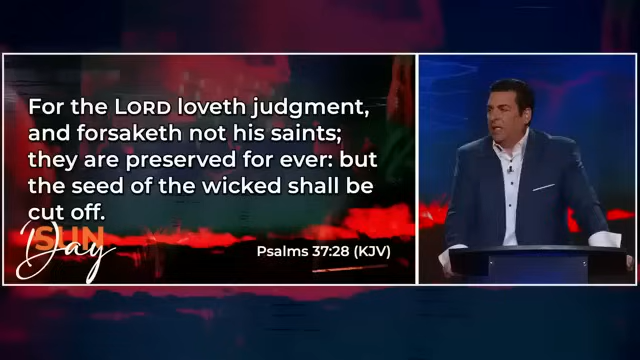 For the LORD loveth judgment,
and forsaketh not his saints;
they are preserved for ever: but
the seed of the wicked shall be
cut off.
SUN
Day
Psalms 37:28 (KJV)